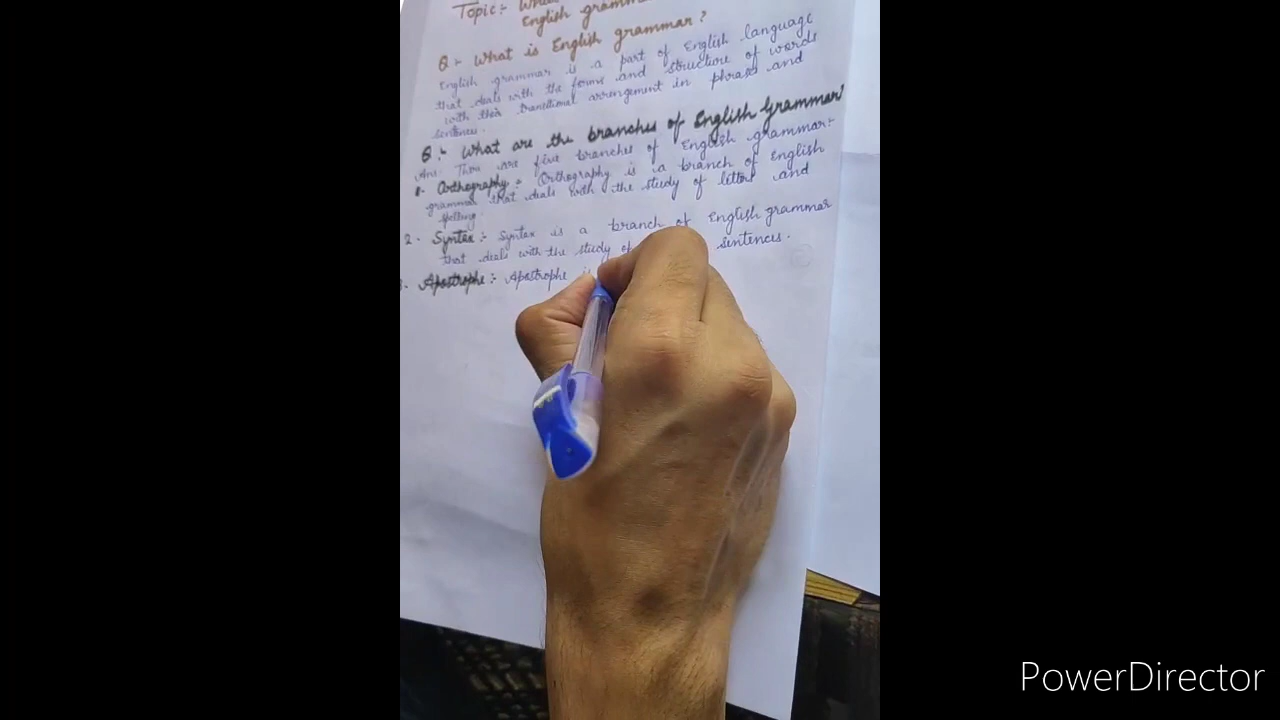 Topic:- What
English gramma
Q:- What is English grammar?
English grammar is a part of English language
that deals with the forms and structure of words
with their arrangement in phrases and
sentences.
Q:- What are the branches of English Grammar?
Ans:- There are five branches of English grammar:-
1. Orthography:- Orthography is a branch of English
grammar that deals with the study of letters and
spelling.
2. Syntax:- Syntax is a branch of English grammar
that deals with the study of sentences.
3. Apostrophe:- Apostrophe i
PowerDirector